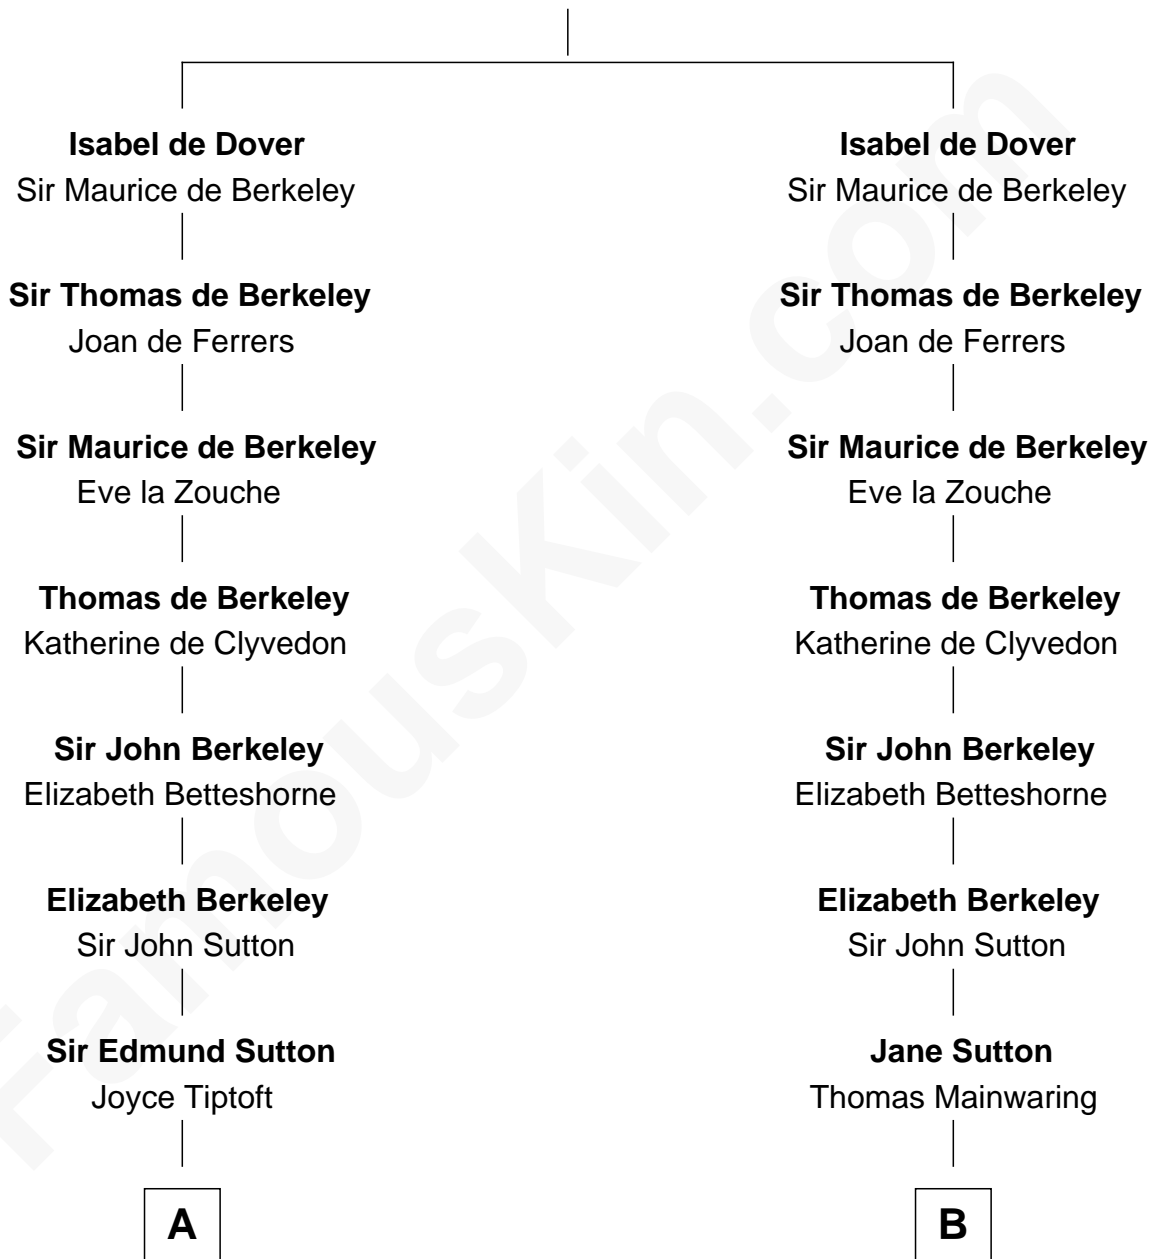 Isabel de Dover
Sir Maurice de Berkeley
Sir Thomas de Berkeley
Joan de Ferrers
Sir Maurice de Berkeley
Eve la Zouche
Thomas de Berkeley
Katherine de Clyvedon
Sir John Berkeley
Elizabeth Betteshorne
Elizabeth Berkeley
Sir John Sutton
Sir Edmund Sutton
Joyce Tiptoft
A
Isabel de Dover
Sir Maurice de Berkeley
Sir Thomas de Berkeley
Joan de Ferrers
Sir Maurice de Berkeley
Eve la Zouche
Thomas de Berkeley
Katherine de Clyvedon
Sir John Berkeley
Elizabeth Betteshorne
Elizabeth Berkeley
Sir John Sutton
Jane Sutton
Thomas Mainwaring
B
FamousKin.com